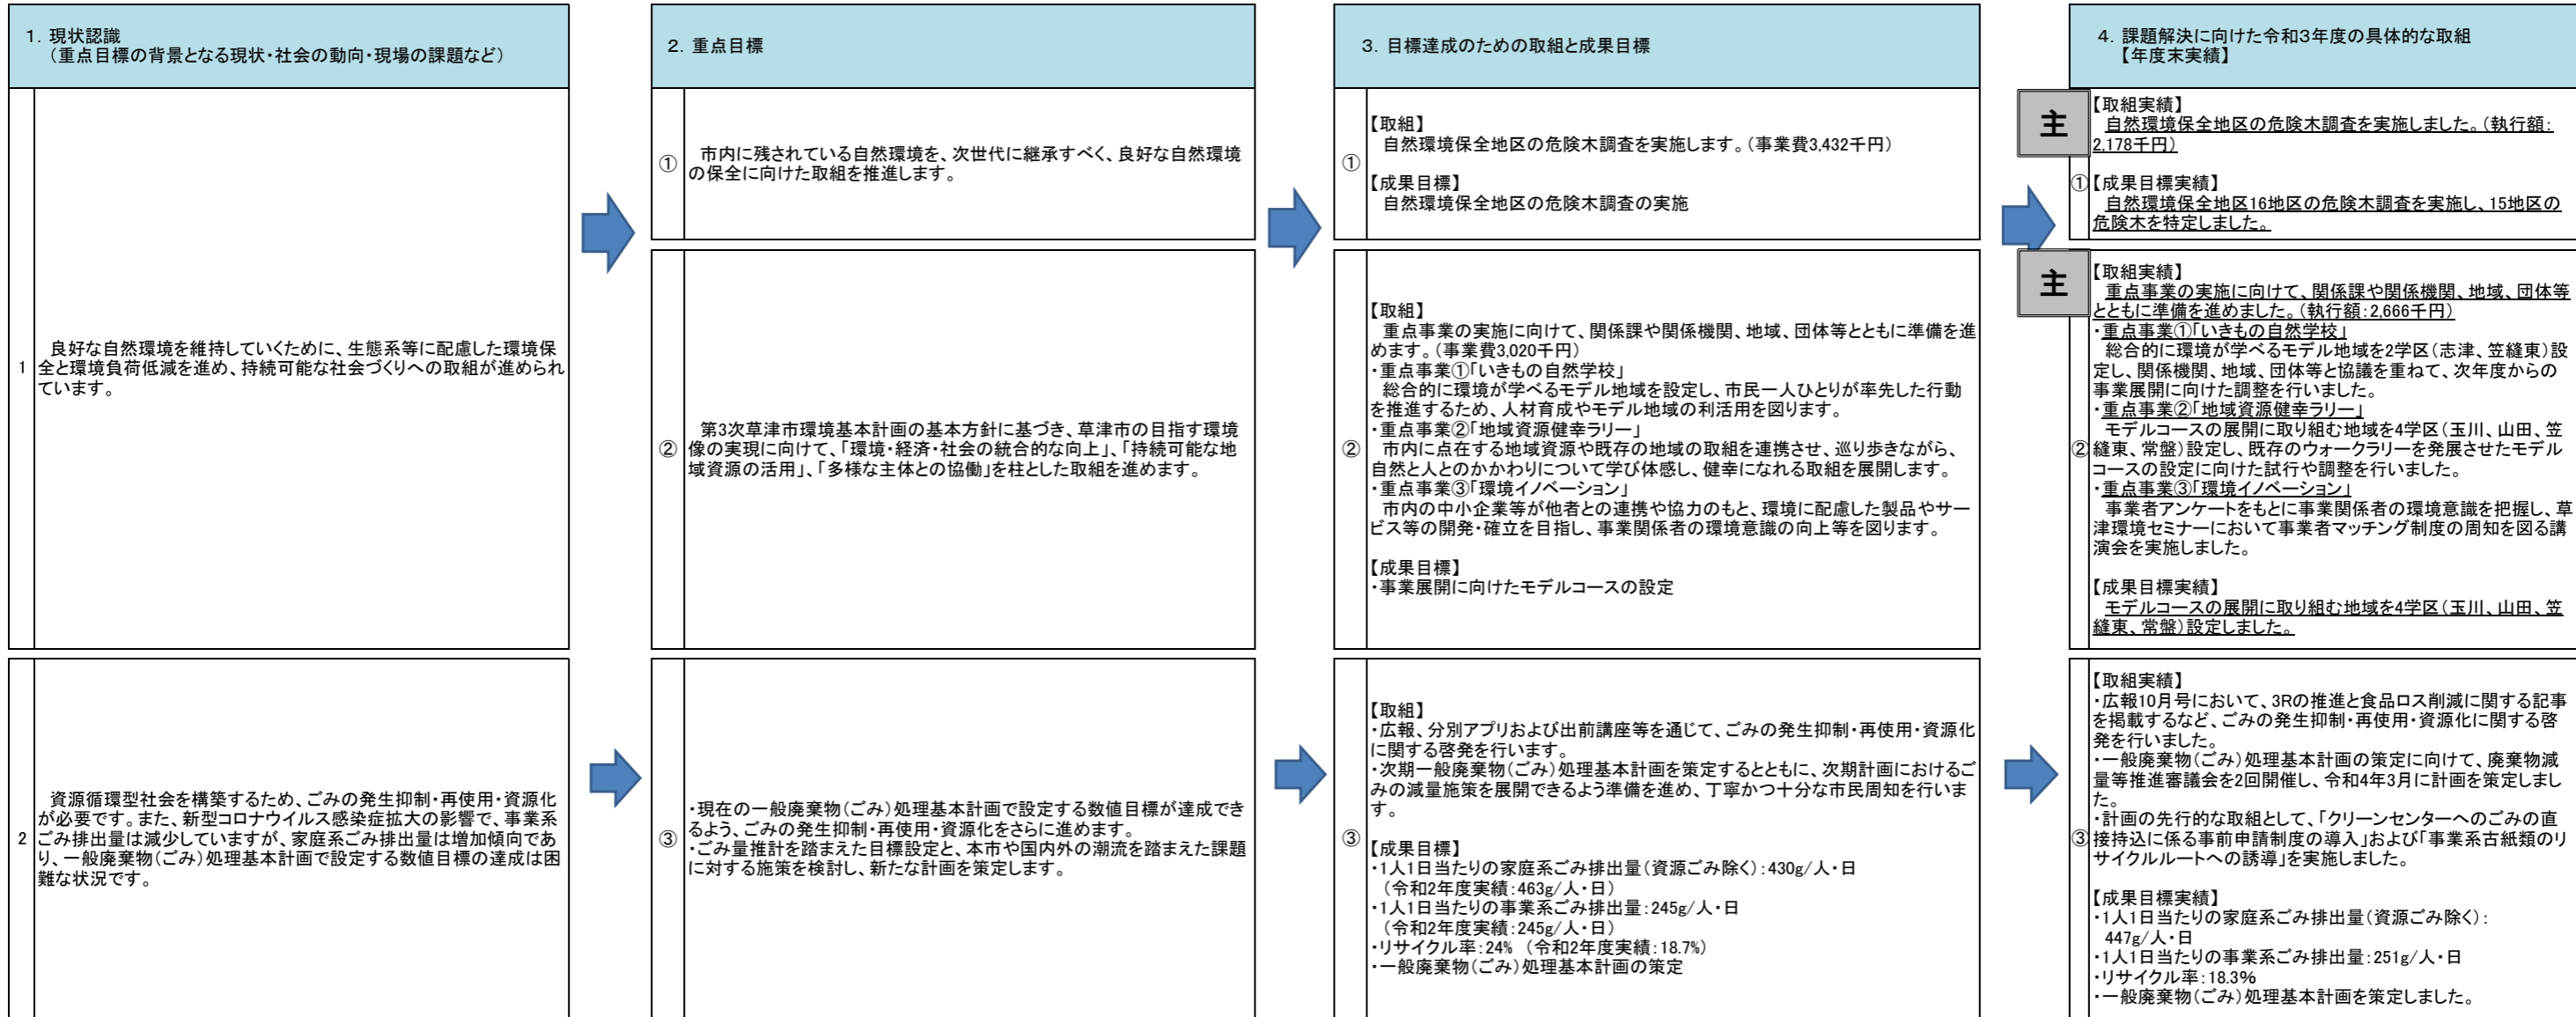 1．現状認識
（重点目標の背景となる現状・社会の動向・現場の課題など）
1
良好な自然環境を維持していくために、生態系等に配慮した環境保
全と環境負荷低減を進め、持続可能な社会づくりへの取組が進められ
ています。
2
資源循環型社会を構築するため、ごみの発生抑制・再使用・資源化
が必要です。また、新型コロナウイルス感染症拡大の影響で、事業系
ごみ排出量は減少していますが、家庭系ごみ排出量は増加傾向であ
り、一般廃棄物（ごみ）処理基本計画で設定する数値目標の達成は困
難な状況です。
2．重点目標
①
市内に残されている自然環境を、次世代に継承すべく、良好な自然環境
の保全に向けた取組を推進します。
②
第3次草津市環境基本計画の基本方針に基づき、草津市の目指す環境
像の実現に向けて、「環境・経済・社会の統合的な向上」、「持続可能な地
域資源の活用」、「多様な主体との協働」を柱とした取組を進めます。
③
・現在の一般廃棄物（ごみ）処理基本計画で設定する数値目標が達成でき
るよう、ごみの発生抑制・再使用・資源化をさらに進めます。
・ごみ量推計を踏まえた目標設定と、本市や国内外の潮流を踏まえた課題
に対する施策を検討し、新たな計画を策定します。
3．目標達成のための取組と成果目標
①
【取組】
自然環境保全地区の危険木調査を実施します。（事業費3,432千円）
【成果目標】
自然環境保全地区の危険木調査の実施
②
【取組】
重点事業の実施に向けて、関係課や関係機関、地域、団体等とともに準備を進
めます。（事業費3,020千円）
・重点事業①「いきもの自然学校」
総合的に環境が学べるモデル地域を設定し、市民一人ひとりが率先した行動
を推進するため、人材育成やモデル地域の利活用を図ります。
・重点事業②「地域資源健幸ラリー」
市内に点在する地域資源や既存の地域の取組を連携させ、巡り歩きながら、
自然と人とのかかわりについて学び体感し、健幸になれる取組を展開します。
・重点事業③「環境イノベーション」
市内の中小企業等が他者との連携や協力のもと、環境に配慮した製品やサー
ビス等の開発・確立を目指し、事業関係者の環境意識の向上等を図ります。
【成果目標】
・事業展開に向けたモデルコースの設定
③
【取組】
・広報、分別アプリおよび出前講座等を通じて、ごみの発生抑制・再使用・資源化
に関する啓発を行います。
・次期一般廃棄物（ごみ）処理基本計画を策定するとともに、次期計画におけるご
みの減量施策を展開できるよう準備を進め、丁寧かつ十分な市民周知を行いま
す。
【成果目標】
・1人1日当たりの家庭系ごみ排出量（資源ごみ除く）：430g/人・日
（令和2年度実績：463g/人・日）
・1人1日当たりの事業系ごみ排出量：245g/人・日
（令和2年度実績：245g/人・日）
・リサイクル率：24% （令和2年度実績：18.7%）
・一般廃棄物（ごみ）処理基本計画の策定
4．課題解決に向けた令和3年度の具体的な取組
【年度末実績】
主
①
【取組実績】
自然環境保全地区の危険木調査を実施しました。（執行額：
2,178千円）
【成果目標実績】
自然環境保全地区16地区の危険木調査を実施し、15地区の
危険木を特定しました。
主
②
【取組実績】
重点事業の実施に向けて、関係課や関係機関、地域、団体等
とともに準備を進めました。（執行額：2,666千円）
・重点事業①「いきもの自然学校」
総合的に環境が学べるモデル地域を2学区（志津、笠縫東）設
定し、関係機関、地域、団体等と協議を重ねて、次年度からの
事業展開に向けた調整を行いました。
・重点事業②「地域資源健幸ラリー」
モデルコースの展開に取り組む地域を4学区（玉川、山田、笠
縫東、常盤）設定し、既存のウォークラリーを発展させたモデル
コースの設定に向けた試行や調整を行いました。
・重点事業③「環境イノベーション」
事業者アンケートをもとに事業関係者の環境意識を把握し、草
津環境セミナーにおいて事業者マッチング制度の周知を図る講
演会を実施しました。
【成果目標実績】
モデルコースの展開に取り組む地域を4学区（玉川、山田、笠
縫東、常盤）設定しました。
③
【取組実績】
・広報10月号において、3Rの推進と食品ロス削減に関する記事
を掲載するなど、ごみの発生抑制・再使用・資源化に関する啓
発を行いました。
・一般廃棄物（ごみ）処理基本計画の策定に向けて、廃棄物減
量等推進審議会を2回開催し、令和4年3月に計画を策定しまし
た。
・計画の先行的な取組として、「クリーンセンターへのごみの直
接持込に係る事前申請制度の導入」および「事業系古紙類のリ
サイクルルートへの誘導」を実施しました。
【成果目標実績】
・1人1日当たりの家庭系ごみ排出量（資源ごみ除く）：
447g/人・日
・1人1日当たりの事業系ごみ排出量：251g/人・日
・リサイクル率：18.3%
・一般廃棄物（ごみ）処理基本計画を策定しました。